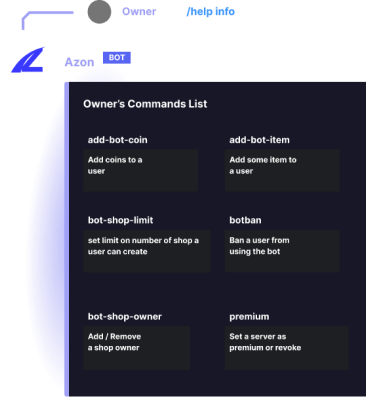 Owner /help info
Azon BOT
Owner's Commands List
add-bot-coin add-bot-item
Add coins to a Add some item to
user a user
bot-shop-limit botban
set limit on number of shop a Ban a user from
user can create using the bot
bot-shop-owner premium
Add / Remove Set a server as
a shop owner premium or revoke